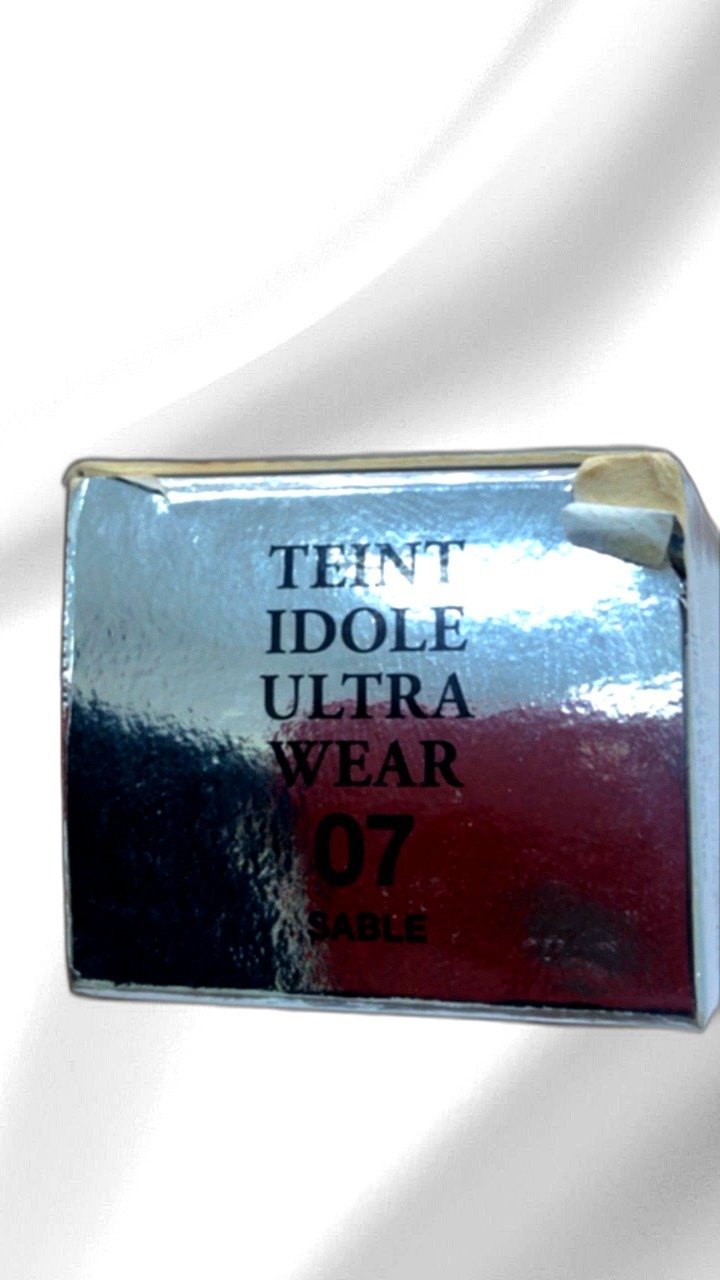 TEINT
IDOLE
ULTRA
WEAR
07
SABLE